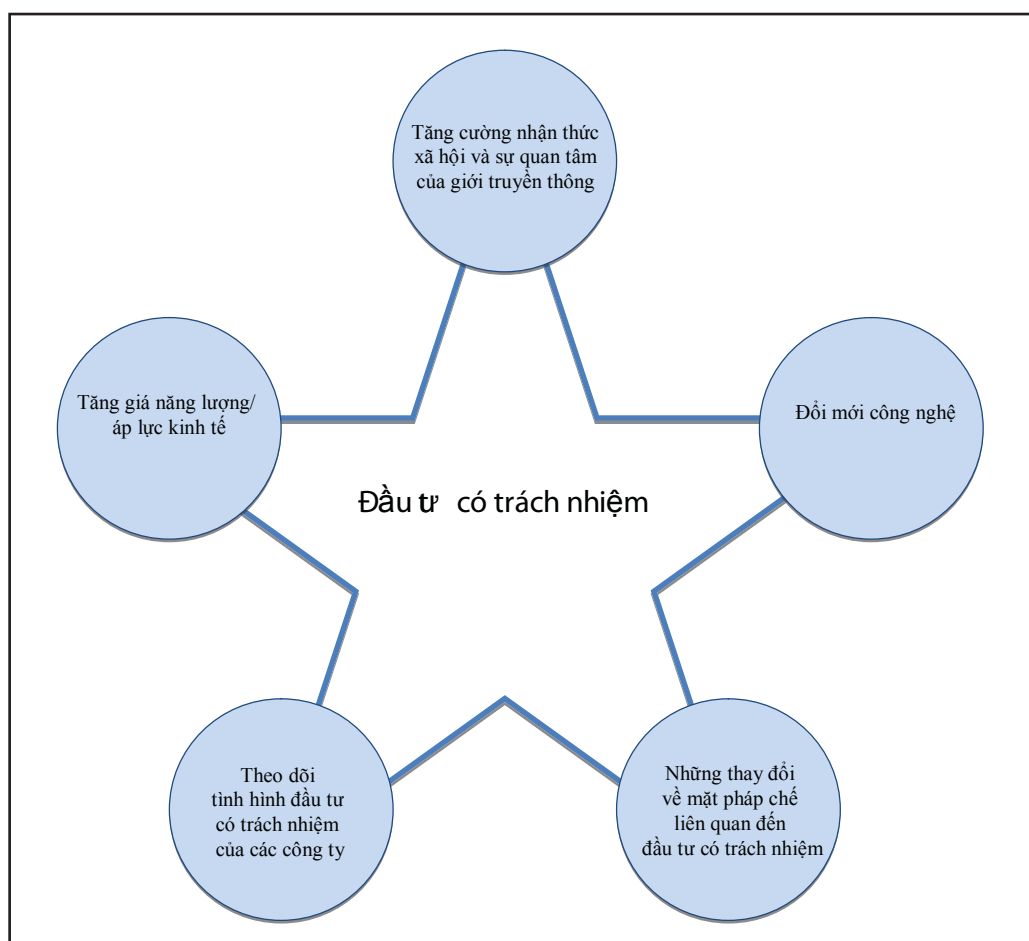 Tăng cường nhận thức
xã hội và sự quan tâm
của giới truyền thông
Tăng giá năng lượng/
áp lực kinh tế
Đổi mới công nghệ
Đầu tư có trách nhiệm
Theo dõi
tình hình đầu tư
có trách nhiệm
của các công ty
Những thay đổi
về mặt pháp chế
liên quan đến
đầu tư có trách nhiệm